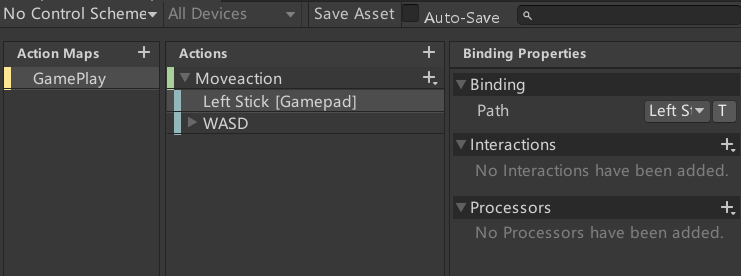 No Control Scheme All Devices Save Asset Auto-Save
Action Maps + Actions + Binding Properties
GamePlay Moveaction + Binding
Left Stick [Gamepad] Path Left S T
WASD
Interactions +
No Interactions have been added.
Processors +
No Processors have been added.